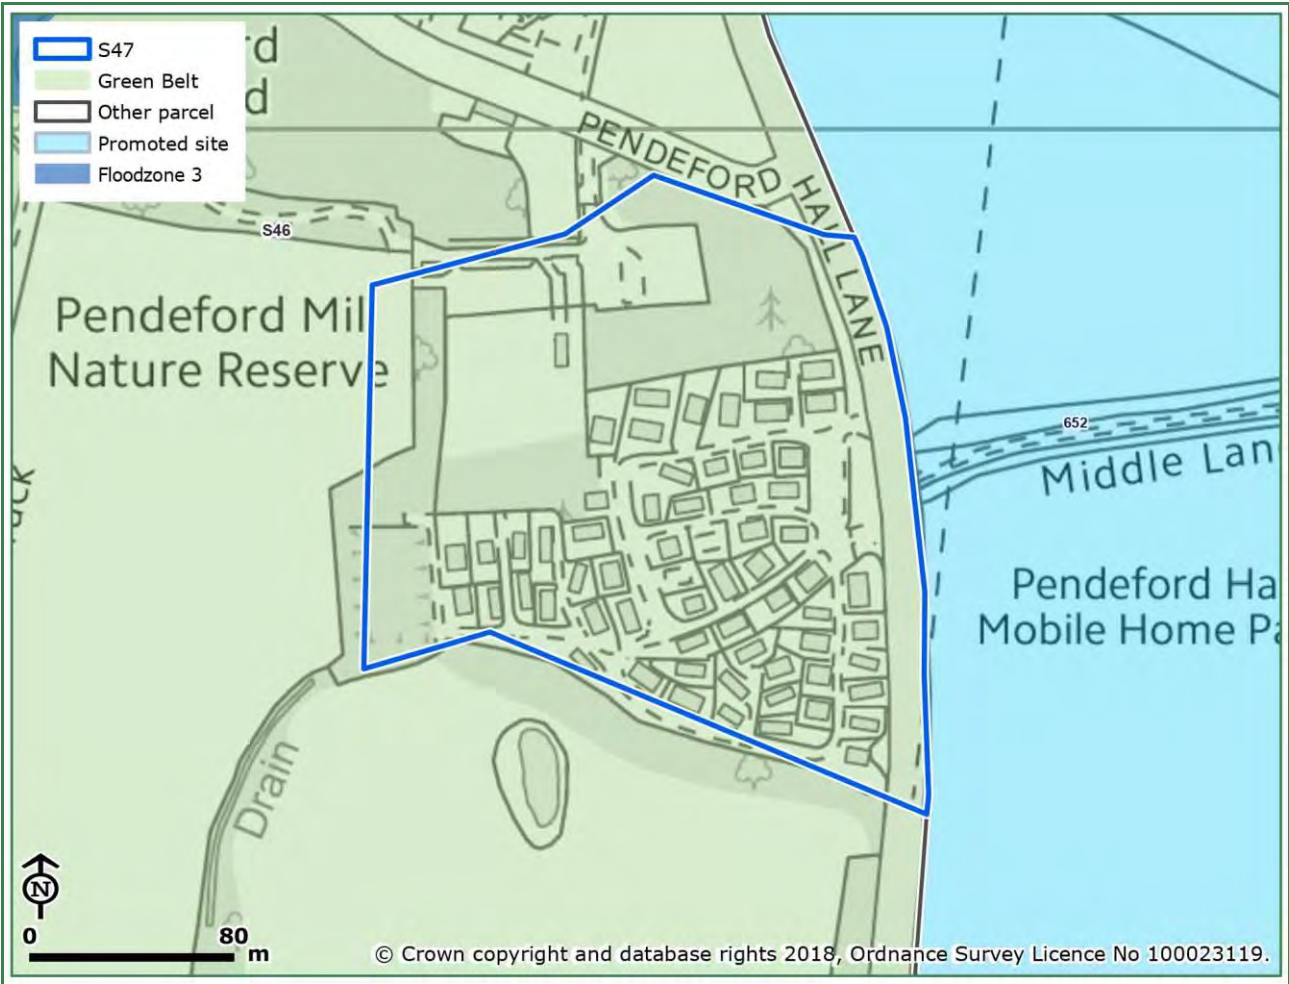 S47
Green Belt
Other parcel
Promoted site
Floodzone 3
rd
d
PENDEFORD
HALL LANE
S46
Pendeford Mil
Nature Reserve
652
Middle Lan
Pendeford Ha
Mobile Home Pa
Drain
N
0 80 m
© Crown copyright and database rights 2018, Ordnance Survey Licence No 100023119.